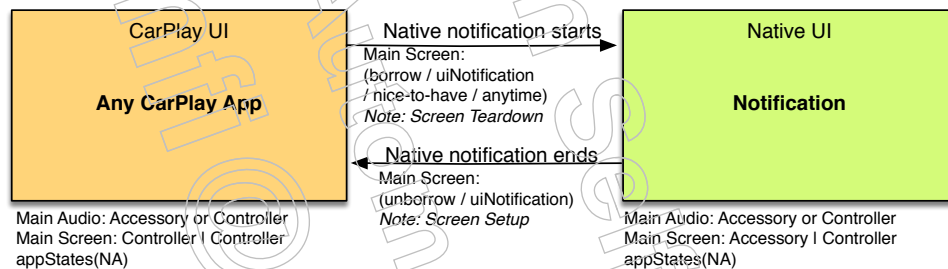 CarPlay UI
Any CarPlay App
Native notification starts
Main Screen:
(borrow / uiNotification
/ nice-to-have / anytime)
Note: Screen Teardown
Native notification ends
Main Screen:
(unborrow / uiNotification)
Note: Screen Setup
Native UI
Notification
Main Audio: Accessory or Controller
Main Screen: Controller | Controller
appStates(NA)
Main Audio: Accessory or Controller
Main Screen: Accessory | Controller
appStates(NA)